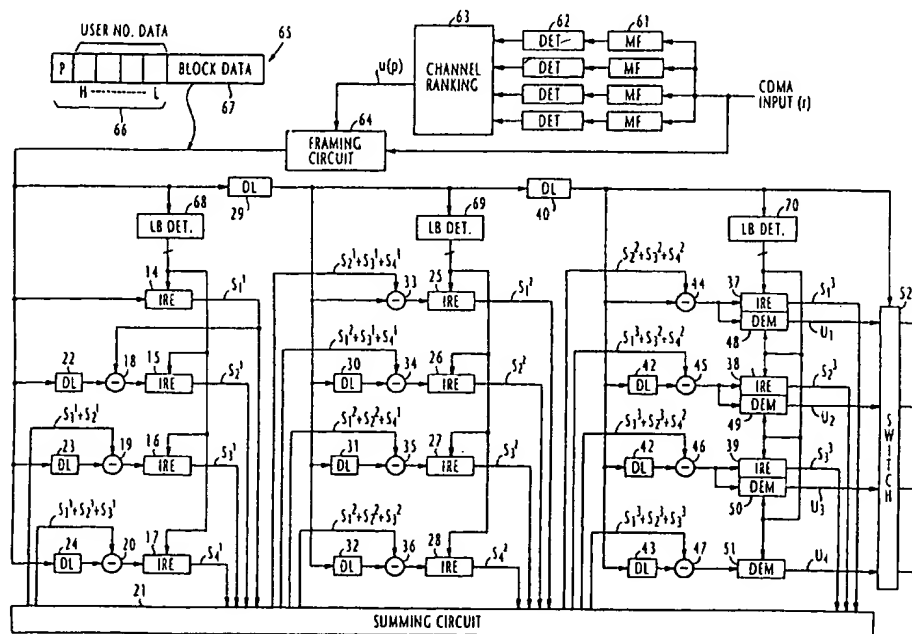 USER NO. DATA
65
P
BLOCK DATA
H L
66
67
63
CHANNEL RANKING
u(p)
62
61
DET
MF
DET
MF
DET
MF
DET
MF
CDMA INPUT (r)
64
FRAMING CIRCUIT
DL
29
DL
40
68
LB DET.
69
LB DET.
70
LB DET.
14
IRE
S₁¹
S₂¹+S₃¹+S₄¹
33
25
IRE
S₁²
S₂²+S₃²+S₄²
44
37
IRE
S₁³
DEM
48
U₁
52
SWITCH
22
DL
18
15
IRE
S₂¹
S₁²+S₃¹+S₄¹
30
DL
34
26
IRE
S₂²
S₁³+S₃²+S₄²
42
DL
45
38
IRE
S₂³
DEM
49
U₂
S₁¹+S₂¹
23
DL
19
16
IRE
S₃¹
S₁²+S₂²+S₄¹
31
DL
35
27
IRE
S₃²
S₁³+S₂³+S₄²
42
DL
46
39
IRE
S₃³
DEM
50
U₃
S₁¹+S₂¹+S₃¹
24
DL
20
17
IRE
S₄¹
S₁²+S₂²+S₃²
32
DL
36
28
IRE
S₄²
S₁³+S₂³+S₃³
43
DL
47
51
DEM
U₄
21
SUMMING CIRCUIT